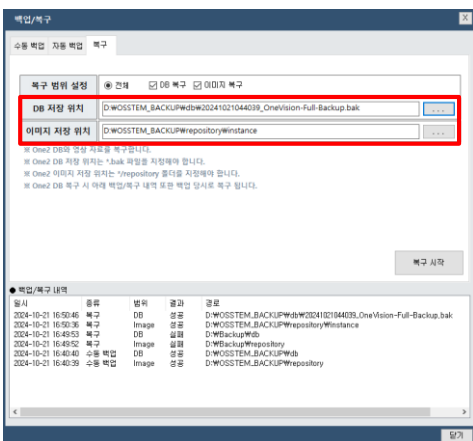 백업/복구
X
수동 백업 자동 백업 복구
복구 범위 설정 전체 DB 복구 이미지 복구
DB 저장 위치 D:₩OSSTEM_BACKUP₩db₩20241021044039_OneVision-Full-Backup.bak ...
이미지 저장 위치 D:₩OSSTEM_BACKUP₩repository₩instance ...
※ One2 DB와 영상 자료를 복구합니다.
※ One2 DB 저장 위치는 *.bak 파일을 지정해야 합니다.
※ One2 이미지 저장 위치는 */repository 폴더를 지정해야 합니다.
※ One2 DB 복구 시 아래 백업/복구 내역 또한 백업 당시로 복구 됩니다.
복구 시작
● 백업/복구 내역
일시 종류 범위 결과 경로
2024-10-21 16:50:46 복구 DB 성공 D:₩OSSTEM_BACKUP₩db₩20241021044039_OneVision-Full-Backup.bak
2024-10-21 16:50:36 복구 Image 성공 D:₩OSSTEM_BACKUP₩repository₩instance
2024-10-21 16:49:53 복구 DB 실패 D:₩Backup₩db
2024-10-21 16:49:52 복구 Image 실패 D:₩Backup₩repository
2024-10-21 16:40:40 수동 백업 DB 성공 D:₩OSSTEM_BACKUP₩db
2024-10-21 16:40:39 수동 백업 Image 성공 D:₩OSSTEM_BACKUP₩repository
닫기